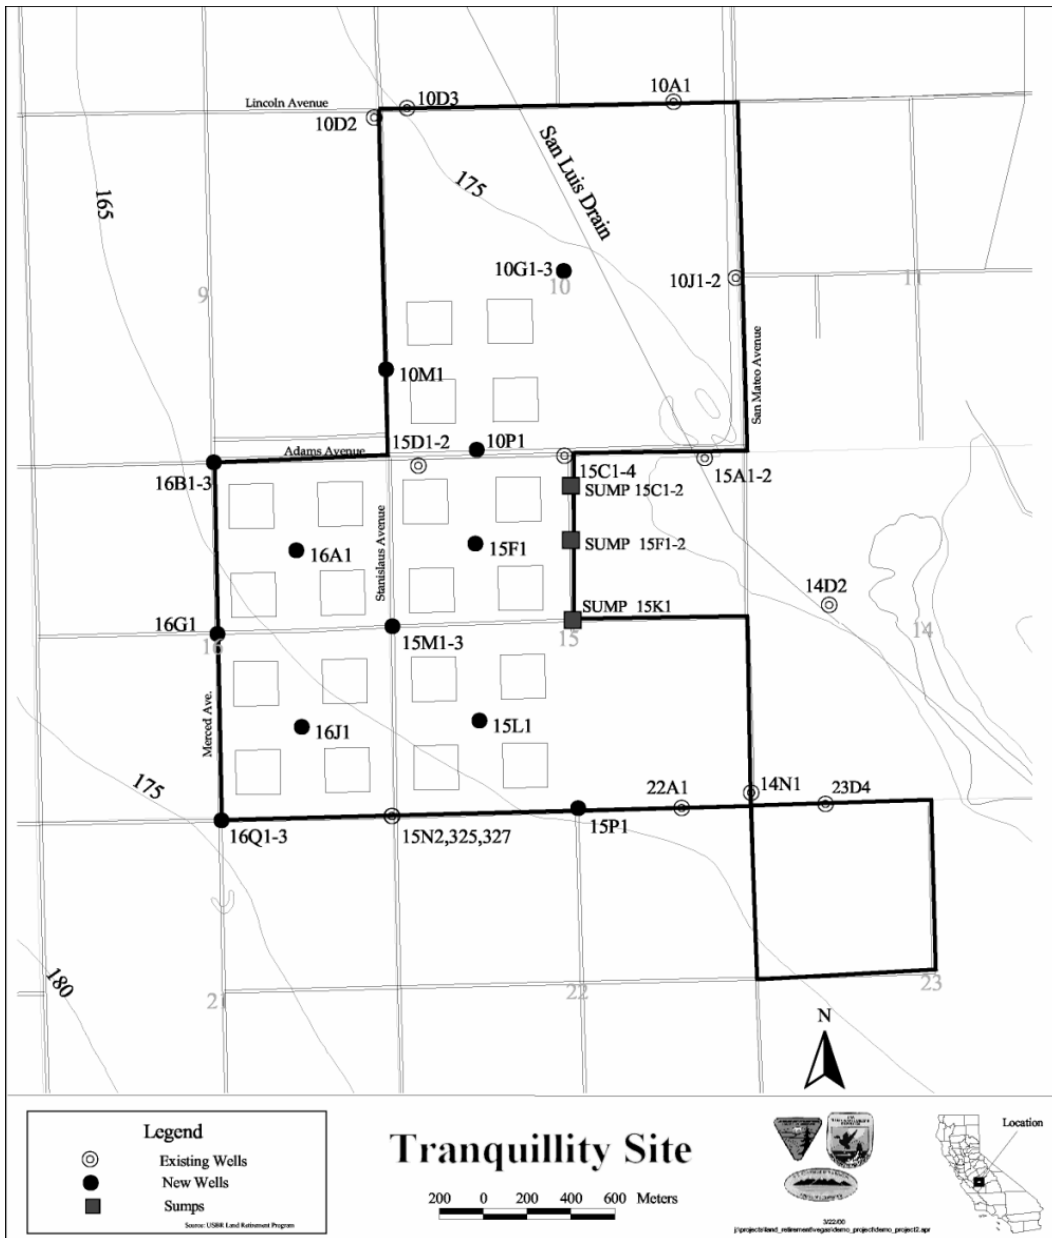 Lincoln Avenue
10D3
10A1
10D2
San Luis Drain
175
165
10G1-3
10
10J1-2
11
9
San Mateo Avenue
10M1
10P1
15D1-2
Adams Avenue
16B1-3
15C1-4
15A1-2
SUMP 15C1-2
Stanislaus Avenue
15F1
SUMP 15F1-2
16A1
14D2
SUMP 15K1
16G1
16
15M1-3
15
14
Merced Ave.
16J1
15L1
175
22A1
14N1
23D4
16Q1-3
15N2,325,327
15P1
180
21
22
23
N
Legend
Existing Wells
New Wells
Sumps
Source: USBR Land Retirement Program
Tranquillity Site
200 0 200 400 600 Meters
Location
3/22/00